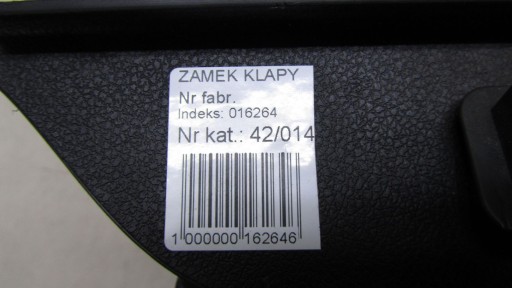 ZAMEK KLAPY
Nr fabr.
Indeks: 016264
Nr kat.: 42/014
1 000000 162646